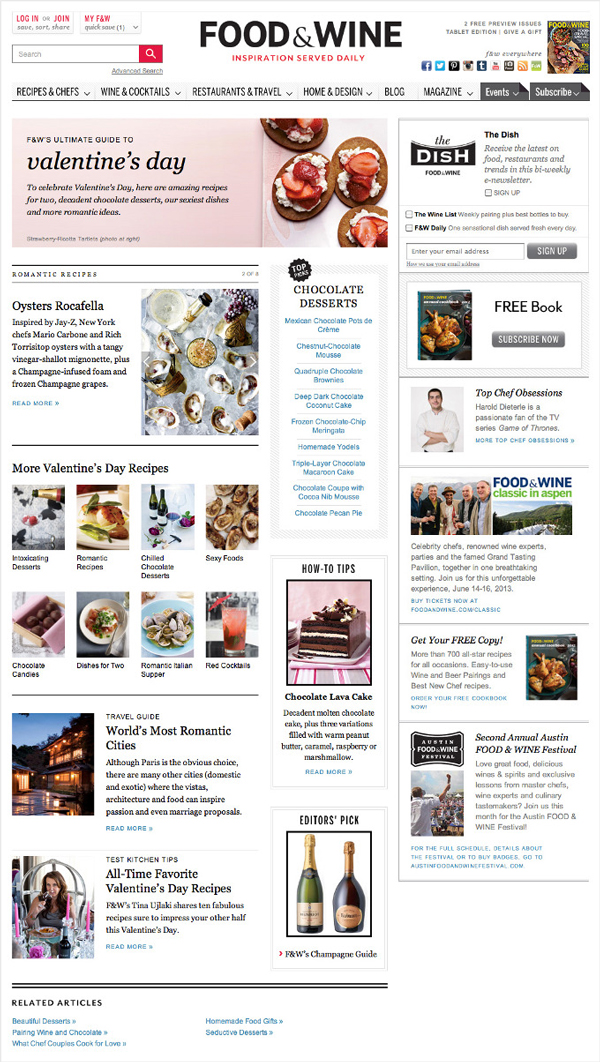 LOG IN OR JOIN
save, sort, share
MY F&W
quick save (1)
Search
Advanced Search
FOOD & WINE
INSPIRATION SERVED DAILY
2 FREE PREVIEW ISSUES
TABLET EDITION | GIVE A GIFT
f&w everywhere
RECIPES & CHEFS
WINE & COCKTAILS
RESTAURANTS & TRAVEL
HOME & DESIGN
BLOG
MAGAZINE
Events
Subscribe
F&W'S ULTIMATE GUIDE TO
valentine's day
To celebrate Valentine's Day, here are amazing recipes
for two, decadent chocolate desserts, our sexiest dishes
and more romantic ideas.
Strawberry-Ricotta Tartlets (photo at right)
ROMANTIC RECIPES
2 OF 8
Oysters Rocafella
Inspired by Jay-Z, New York
chefs Mario Carbone and Rich
Torrisitop oysters with a tangy
vinegar-shallot mignonette, plus
a Champagne-infused foam and
frozen Champagne grapes.
READ MORE »
More Valentine's Day Recipes
Intoxicating
Desserts
Romantic
Recipes
Chilled
Chocolate
Desserts
Sexy Foods
Chocolate
Candies
Dishes for Two
Romantic Italian
Supper
Red Cocktails
TRAVEL GUIDE
World's Most Romantic
Cities
Although Paris is the obvious choice,
there are many other cities (domestic
and exotic) where the vistas,
architecture and food can inspire
passion and even marriage proposals.
READ MORE »
TEST KITCHEN TIPS
All-Time Favorite
Valentine's Day Recipes
F&W's Tina Ujlaki shares ten fabulous
recipes sure to impress your other half
this Valentine's Day.
READ MORE »
TOP
PICKS
CHOCOLATE
DESSERTS
Mexican Chocolate Pots de
Crème
Chestnut-Chocolate
Mousse
Quadruple Chocolate
Brownies
Deep Dark Chocolate
Coconut Cake
Frozen Chocolate-Chip
Meringata
Homemade Yodels
Triple-Layer Chocolate
Macaroon Cake
Chocolate Coupe with
Cocoa Nib Mousse
Chocolate Pecan Pie
HOW-TO TIPS
Chocolate Lava Cake
Decadent molten chocolate
cake, plus three variations
filled with warm peanut
butter, caramel, raspberry or
marshmallow.
READ MORE »
EDITORS' PICK
› F&W's Champagne Guide
the
DISH
FOOD & WINE
The Dish
Receive the latest on
food, restaurants and
trends in this bi-weekly
e-newsletter.
SIGN UP
The Wine List Weekly pairing plus best bottles to buy.
F&W Daily One sensational dish served fresh every day.
Enter your email address
SIGN UP
How we use your email address
FREE Book
SUBSCRIBE NOW
Top Chef Obsessions
Harold Dieterle is a
passionate fan of the TV
series Game of Thrones.
MORE TOP CHEF OBSESSIONS »
FOOD & WINE
classic in aspen
Celebrity chefs, renowned wine experts,
parties and the famed Grand Tasting
Pavilion, together in one breathtaking
setting. Join us for this unforgettable
experience, June 14-16, 2013.
BUY TICKETS NOW AT
FOODANDWINE.COM/CLASSIC
Get Your FREE Copy!
More than 700 all-star recipes
for all occasions. Easy-to-use
Wine and Beer Pairings and
Best New Chef recipes.
ORDER YOUR FREE COOKBOOK
NOW!
AUSTIN
FOOD & WINE
FESTIVAL
Second Annual Austin
FOOD & WINE Festival
Love great food, delicious
wines & spirits and exclusive
lessons from master chefs,
wine experts and culinary
tastemakers? Join us this
month for the Austin FOOD &
WINE Festival!
FOR THE FULL SCHEDULE, DETAILS ABOUT
THE FESTIVAL OR TO BUY BADGES, GO TO
AUSTINFOODANDWINEFESTIVAL.COM
RELATED ARTICLES
Beautiful Desserts »
Pairing Wine and Chocolate »
What Chef Couples Cook for Love »
Homemade Food Gifts »
Seductive Desserts »